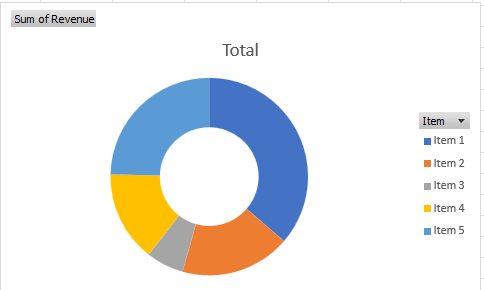 Sum of Revenue
Total
Item
Item 1
Item 2
Item 3
Item 4
Item 5